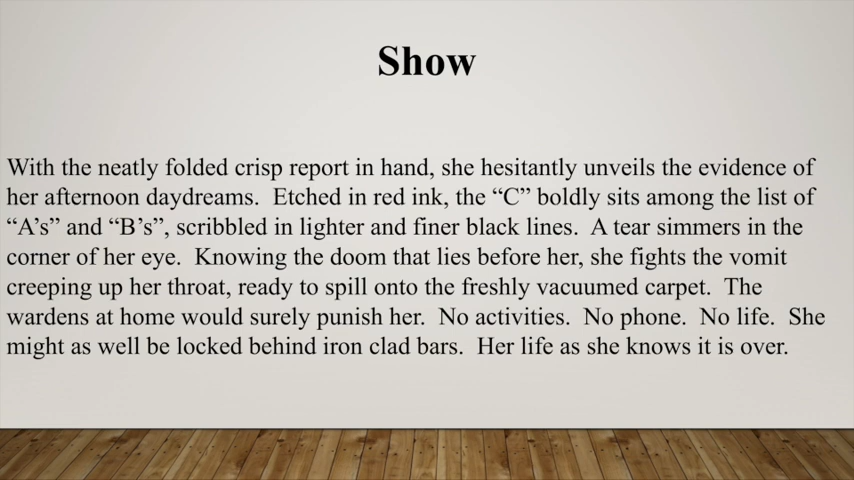 Show
With the neatly folded crisp report in hand, she hesitantly unveils the evidence of
her afternoon daydreams.  Etched in red ink, the “C” boldly sits among the list of
“A’s” and “B’s”, scribbled in lighter and finer black lines.  A tear simmers in the
corner of her eye.  Knowing the doom that lies before her, she fights the vomit
creeping up her throat, ready to spill onto the freshly vacuumed carpet.  The
wardens at home would surely punish her.  No activities.  No phone.  No life.  She
might as well be locked behind iron clad bars.  Her life as she knows it is over.